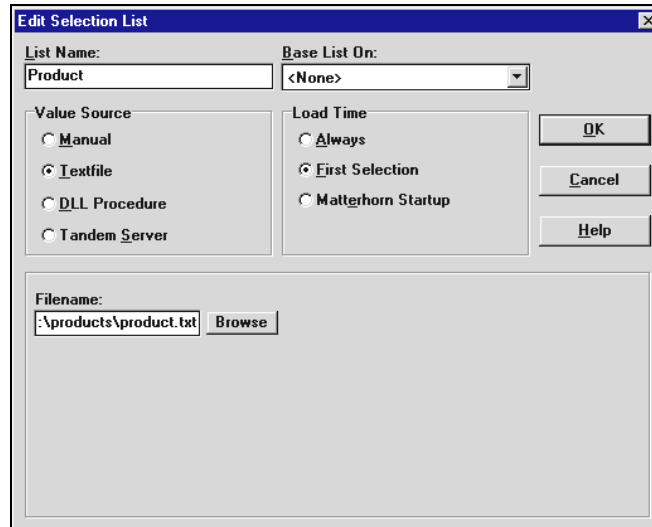 Edit Selection List
List Name:
Product
Base List On:
<None>
Value Source
Manual
Textfile
DLL Procedure
Tandem Server
Load Time
Always
First Selection
Matterhorn Startup
OK
Cancel
Help
Filename:
:\products\product.txt
Browse